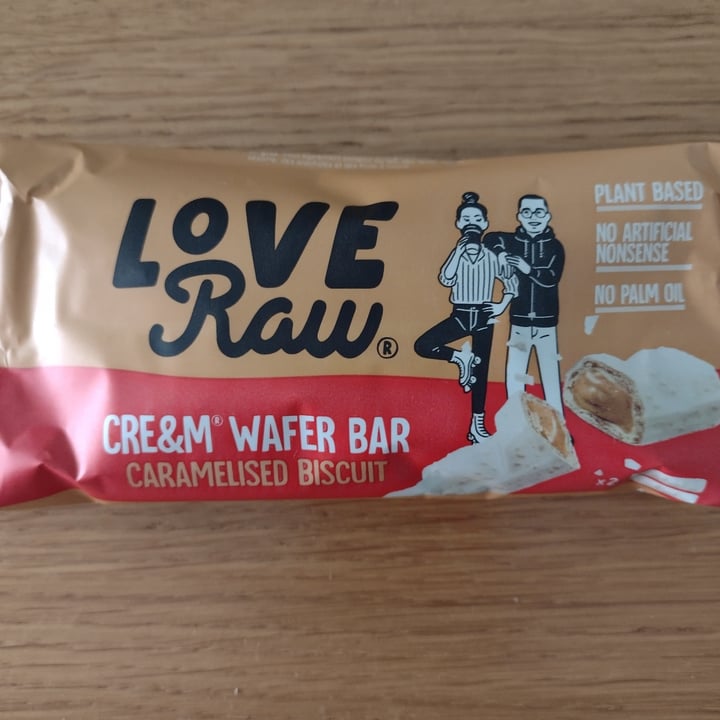 LOVE
Raw®
CRE&M® WAFER BAR
CARAMELISED BISCUIT
PLANT BASED
NO ARTIFICIAL
NONSENSE
NO PALM OIL
x2